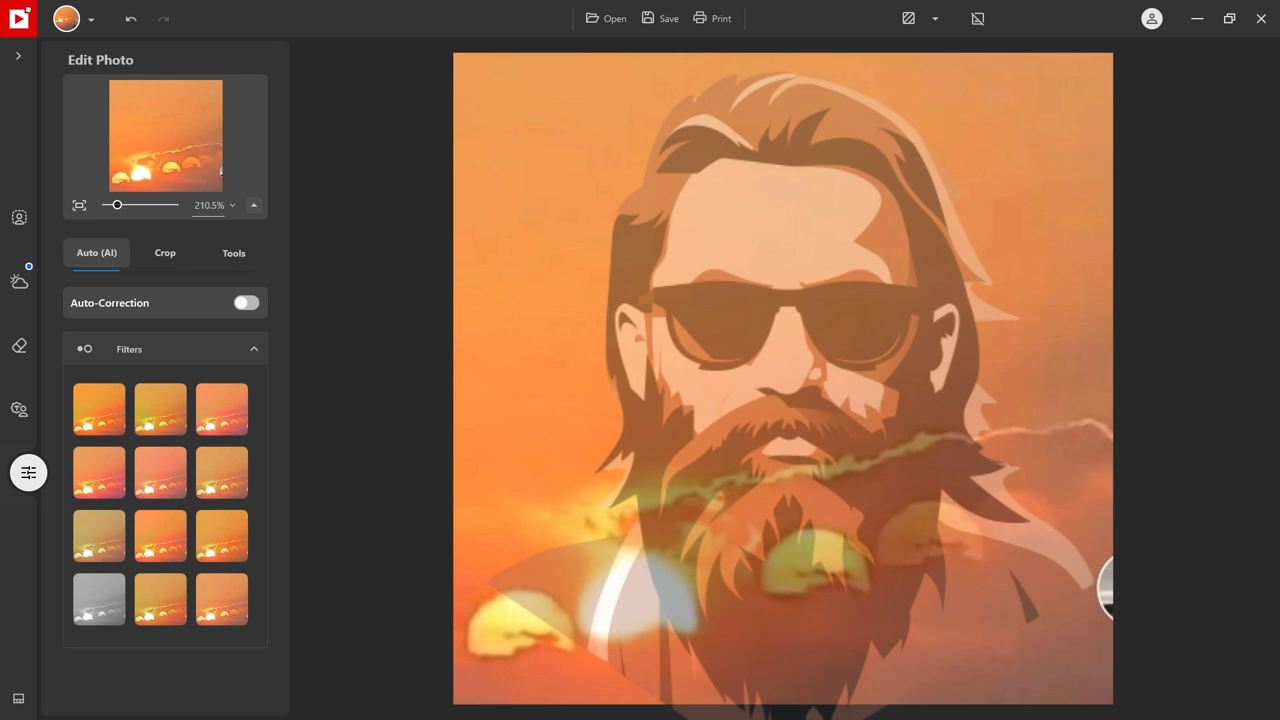 Open
Save
Print
Edit Photo
210.5%
Auto (AI)
Crop
Tools
Auto-Correction
Filters